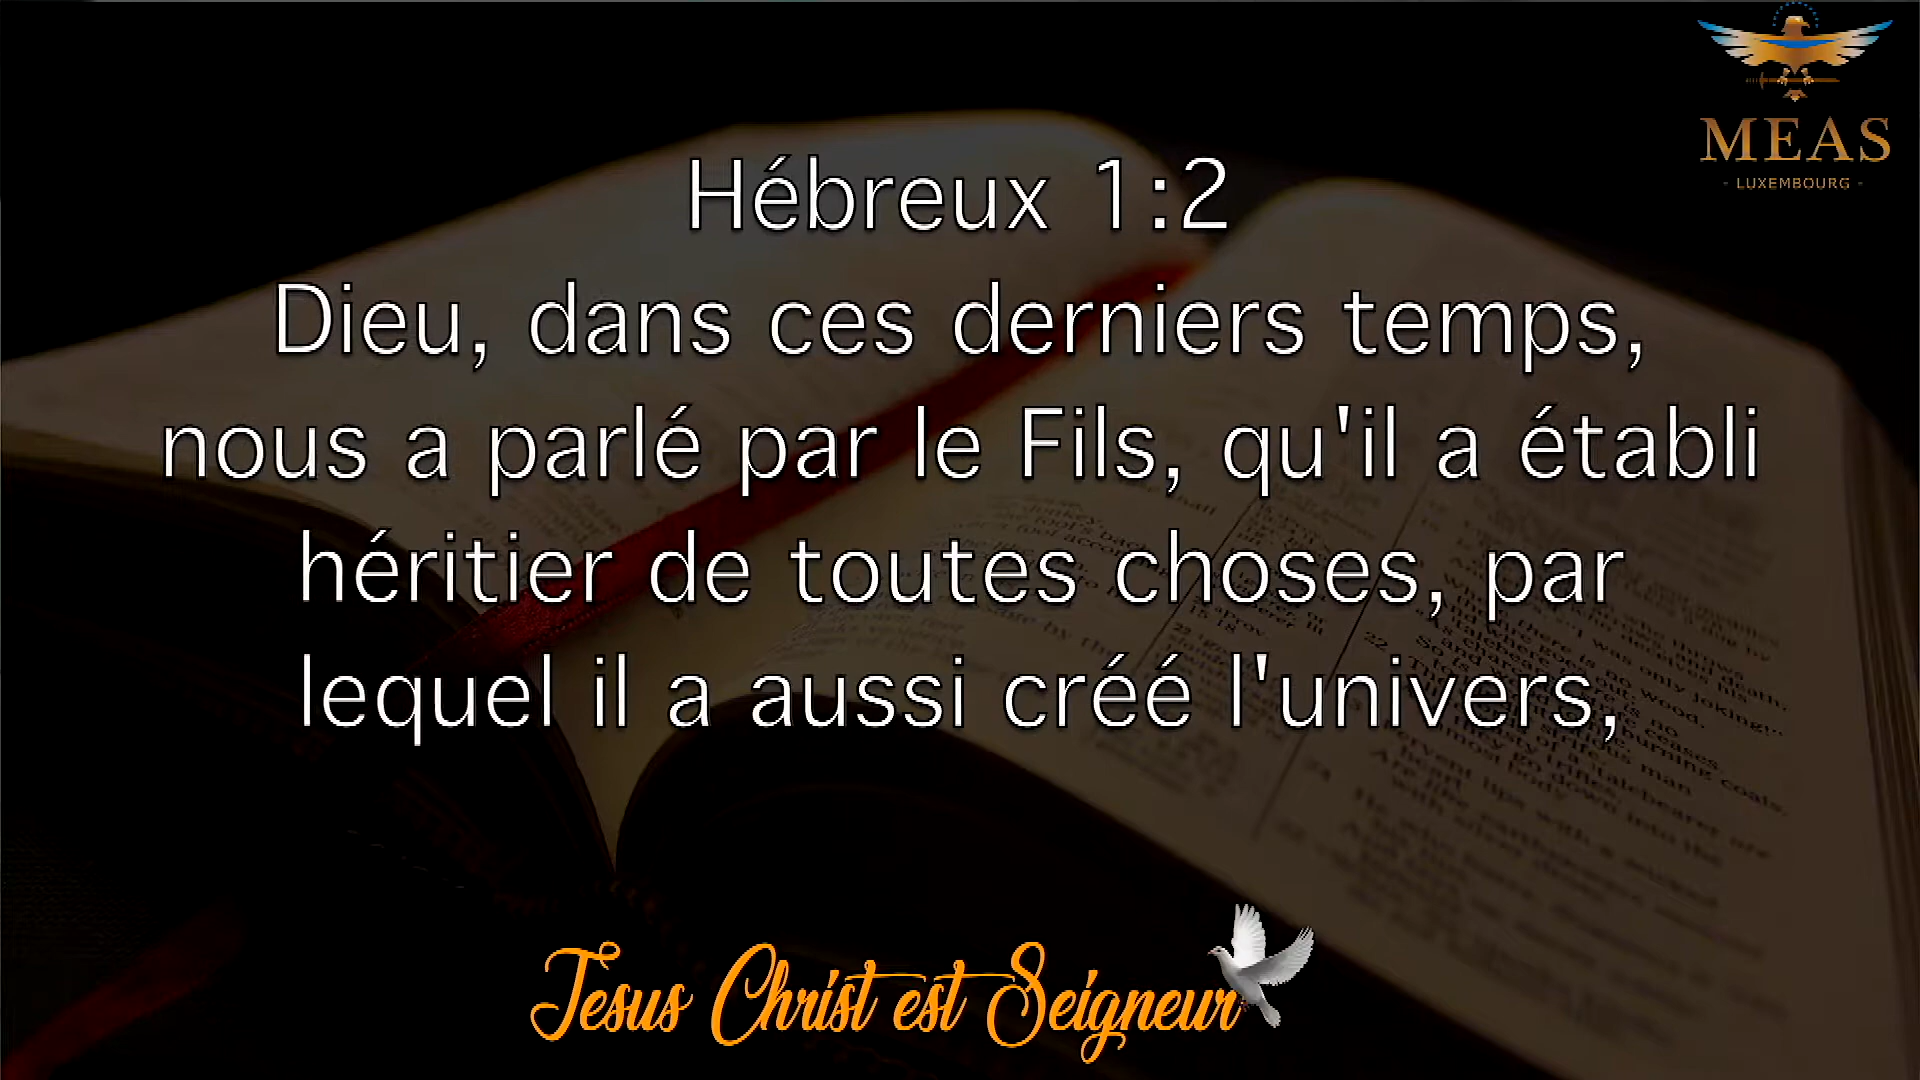 MEAS
- LUXEMBOURG -
Hébreux 1:2
Dieu, dans ces derniers temps,
nous a parlé par le Fils, qu'il a établi
héritier de toutes choses, par
lequel il a aussi créé l'univers,
Jesus Christ est Seigneur